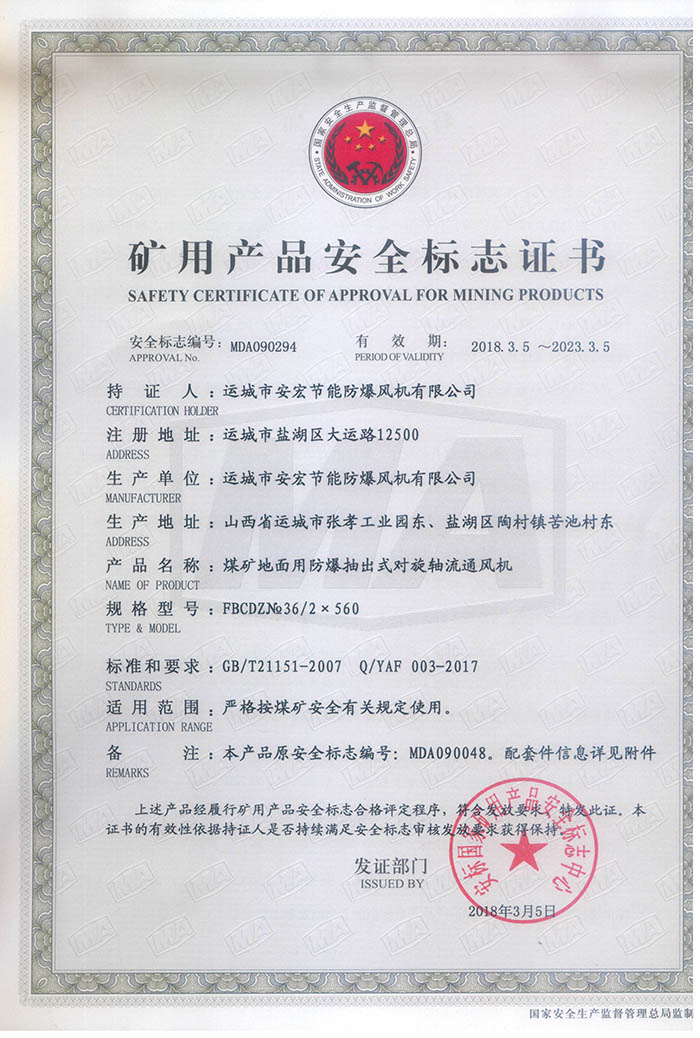 国家安全生产监督管理总局
STATE ADMINISTRATION OF WORK SAFETY
矿用产品安全标志证书
SAFETY CERTIFICATE OF APPROVAL FOR MINING PRODUCTS
安全标志编号: MDA090294 有效期: 2018.3.5 ~2023.3.5
APPROVAL No. PERIOD OF VALIDITY
持证人: 运城市安宏节能防爆风机有限公司
CERTIFICATION HOLDER
注册地址: 运城市盐湖区大运路12500
ADDRESS
生产单位: 运城市安宏节能防爆风机有限公司
MANUFACTURER
生产地址: 山西省运城市张孝工业园东、盐湖区陶村镇苦池村东
ADDRESS
产品名称: 煤矿地面用防爆抽出式对旋轴流通风机
NAME OF PRODUCT
规格型号: FBCDZ№36/2×560
TYPE & MODEL
标准和要求: GB/T21151-2007 Q/YAF 003-2017
STANDARDS
适用范围: 严格按煤矿安全有关规定使用。
APPLICATION RANGE
备注: 本产品原安全标志编号: MDA090048。配套件信息详见附件
REMARKS
上述产品经履行矿用产品安全标志合格评定程序，符合发放要求，特发此证。本
证书的有效性依据持证人是否持续满足安全标志审核发放要求获得保持。
发证部门
ISSUED BY
安标国家矿用产品安全标志中心
2018年3月5日
国家安全生产监督管理总局监制
MA